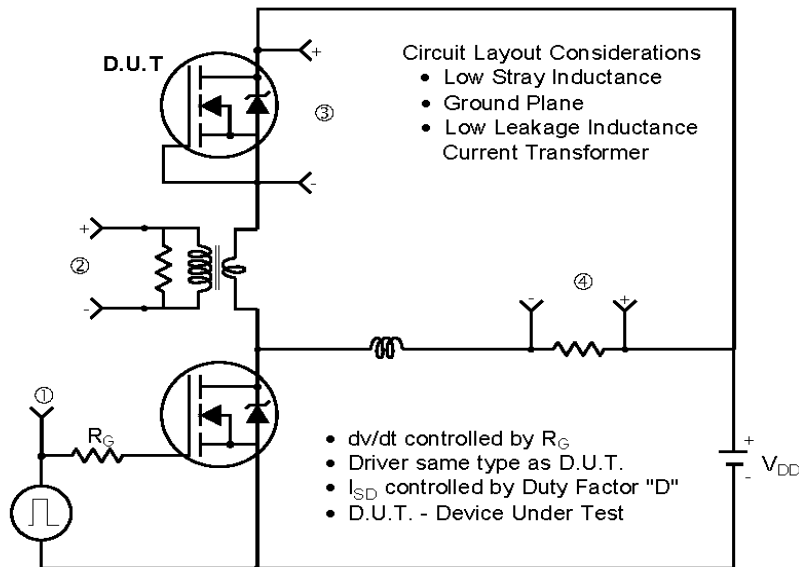 D.U.T
+
③
-
Circuit Layout Considerations
• Low Stray Inductance
• Ground Plane
• Low Leakage Inductance
Current Transformer
+
②
-
④
-
+
①
R_G
• dv/dt controlled by R_G
• Driver same type as D.U.T.
• I_SD controlled by Duty Factor "D"
• D.U.T. - Device Under Test
+
V_DD
-